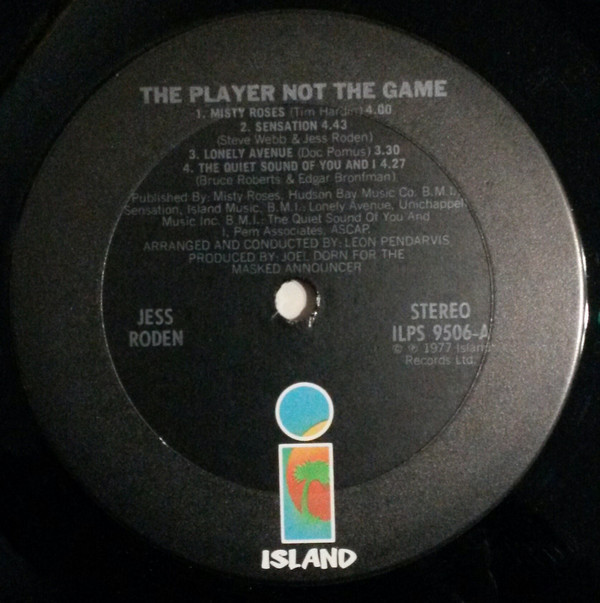 THE PLAYER NOT THE GAME
1. MISTY ROSES (Tim Hardin) 4.00
2. SENSATION 4.43
(Steve Webb & Jess Roden)
3. LONELY AVENUE (Doc Pomus) 3.30
4. THE QUIET SOUND OF YOU AND I 4.27
(Bruce Roberts & Edgar Bronfman)
Published By: Misty Roses, Hudson Bay Music Co. B.M.I.,
Sensation, Island Music, B.M.I.: Lonely Avenue, Unichappel
Music Inc. B.M.I.: The Quiet Sound Of You And
I, Pem Associates, ASCAP.
ARRANGED AND CONDUCTED BY: LEON PENDARVIS
PRODUCED BY: JOEL DORN FOR THE
MASKED ANNOUNCER
JESS
RODEN
STEREO
ILPS 9506-A
© ℗ 1977 Island
Records Ltd.
ISLAND